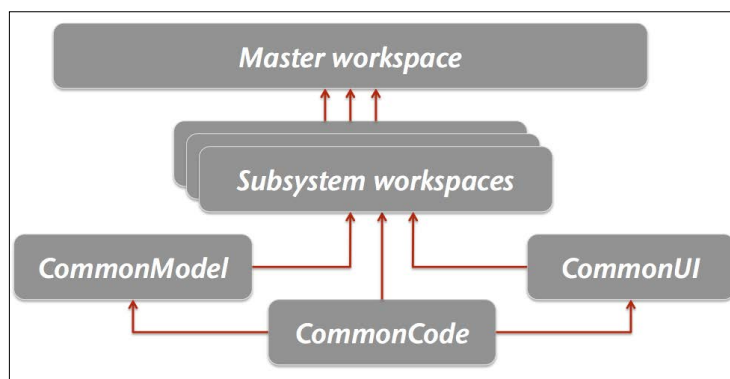 Master workspace
Subsystem workspaces
CommonModel
CommonUI
CommonCode